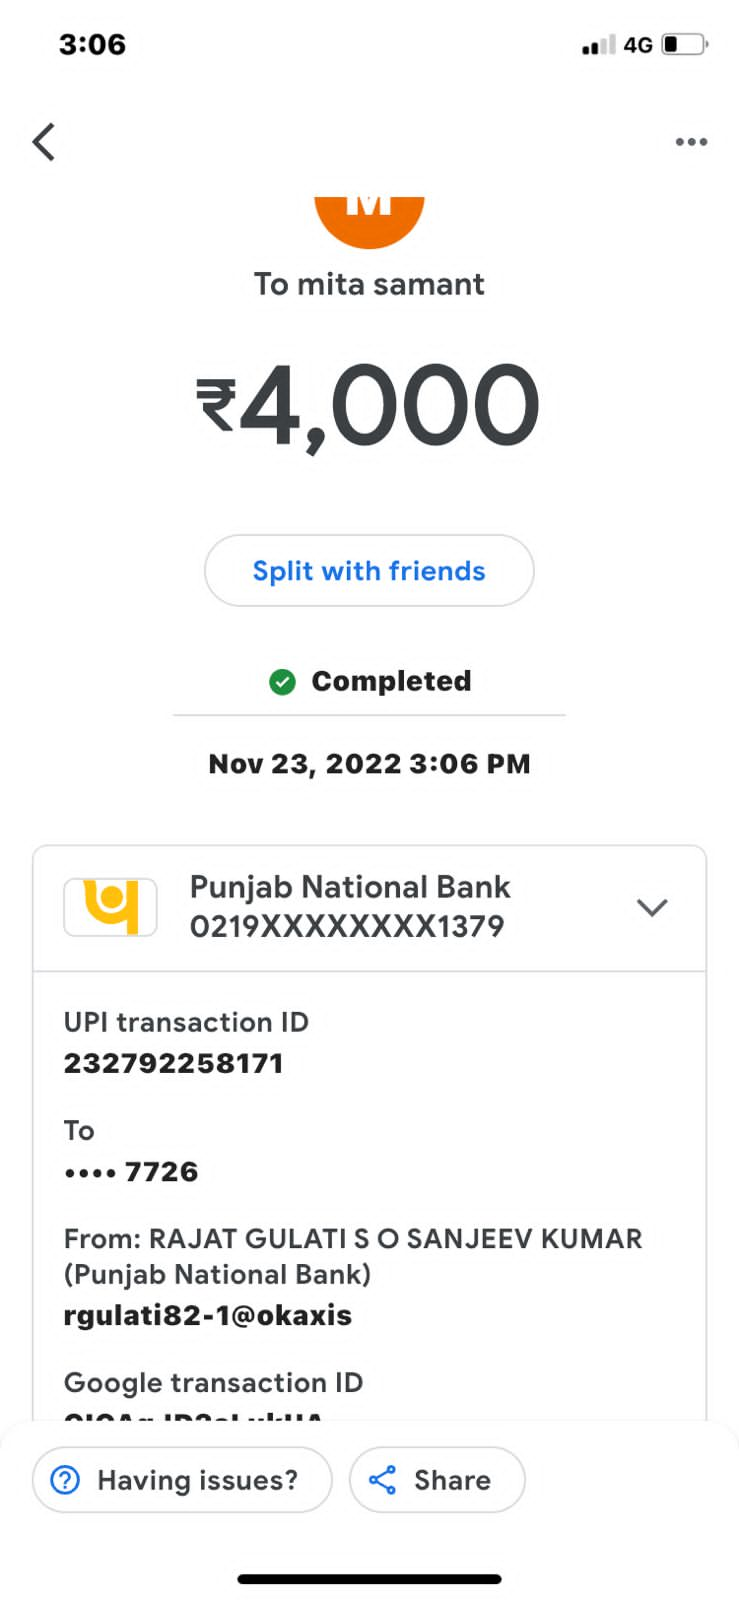 3:06
4G
M
To mita samant
₹4,000
Split with friends
Completed
Nov 23, 2022 3:06 PM
Punjab National Bank
0219XXXXXXXX1379
UPI transaction ID
232792258171
To
•••• 7726
From: RAJAT GULATI S O SANJEEV KUMAR
(Punjab National Bank)
rgulati82-1@okaxis
Google transaction ID
Having issues?
Share